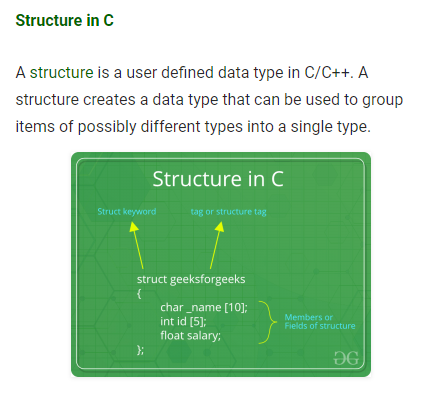 Structure in C
A structure is a user defined data type in C/C++. A
structure creates a data type that can be used to group
items of possibly different types into a single type.
Structure in C
Struct keyword
tag or structure tag
struct geeksforgeeks
{
char _name [10];
int id [5];
float salary;
};
Members or
Fields of structure